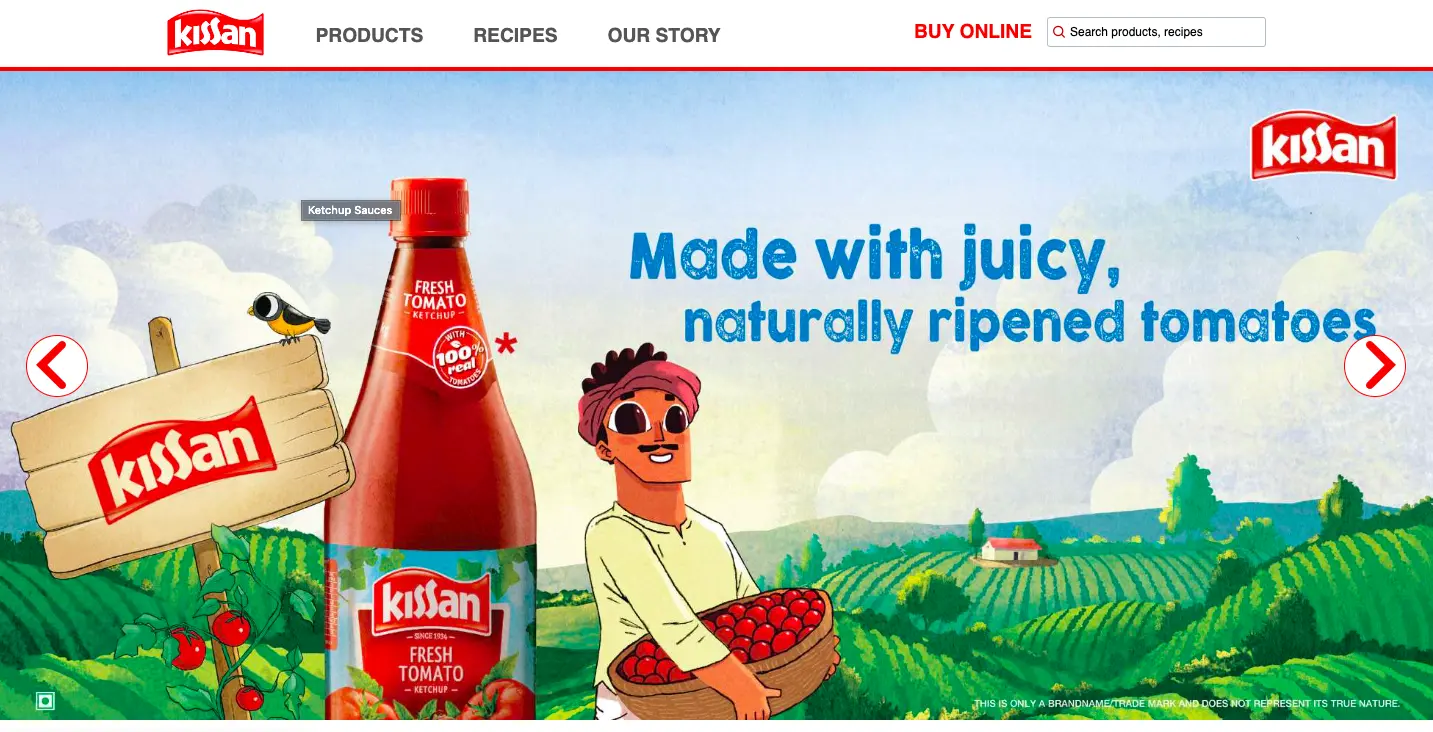 kissan
PRODUCTS
RECIPES
OUR STORY
BUY ONLINE
Search products, recipes
kissan
Ketchup Sauces
Made with juicy,
naturally ripened tomatoes
FRESH
TOMATO
- KETCHUP -
WITH
100%
real
TOMATOES
*
kissan
kissan
- SINCE 1934 -
FRESH
TOMATO
- KETCHUP -
THIS IS ONLY A BRANDNAME/TRADE MARK AND DOES NOT REPRESENT ITS TRUE NATURE.